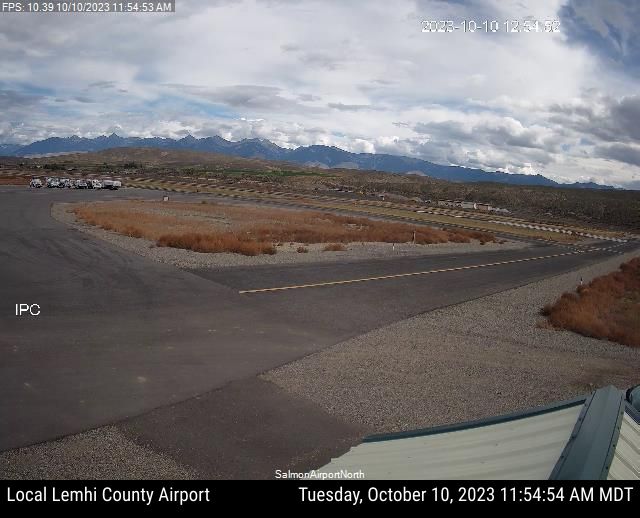 FPS: 10.39 10/10/2023 11:54:53 AM
2023-10-10 12:54:52
IPC
SalmonAirportNorth
Local Lemhi County Airport
Tuesday, October 10, 2023 11:54:54 AM MDT